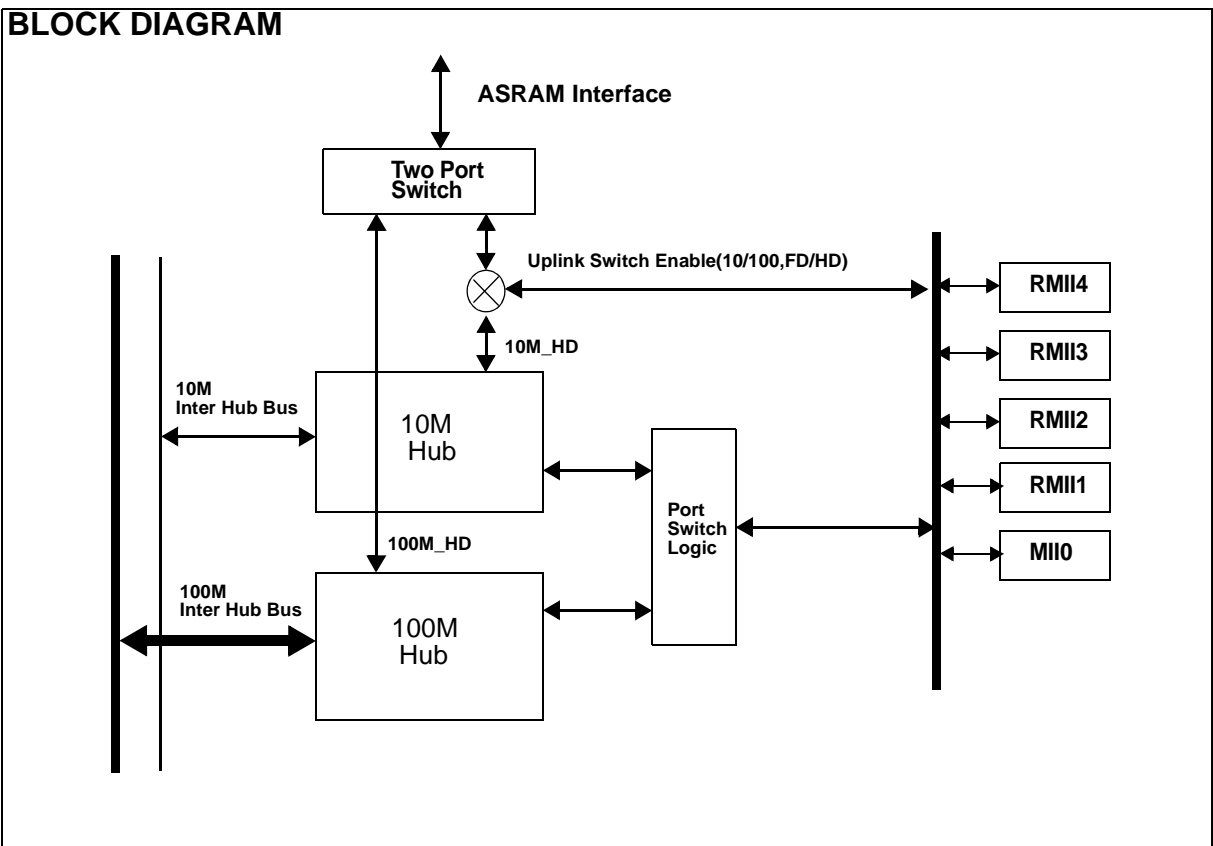 BLOCK DIAGRAM
ASRAM Interface
Two Port
Switch
Uplink Switch Enable(10/100,FD/HD)
RMII4
10M_HD
RMII3
10M
Inter Hub Bus
10M
Hub
RMII2
RMII1
Port
Switch
Logic
100M_HD
MII0
100M
Inter Hub Bus
100M
Hub